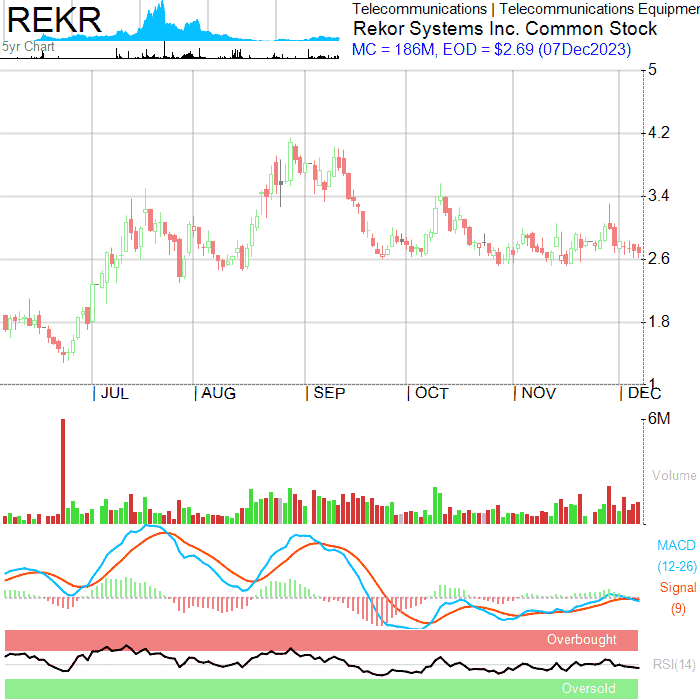 REKR
5yr Chart
Telecommunications | Telecommunications Equipmen
Rekor Systems Inc. Common Stock
MC = 186M, EOD = $2.69 (07Dec2023)
5
4.2
3.4
2.6
1.8
1
| JUL | AUG | SEP | OCT | NOV | DEC
6M
Volume
MACD
(12-26)
Signal
(9)
Overbought
RSI(14)
Oversold